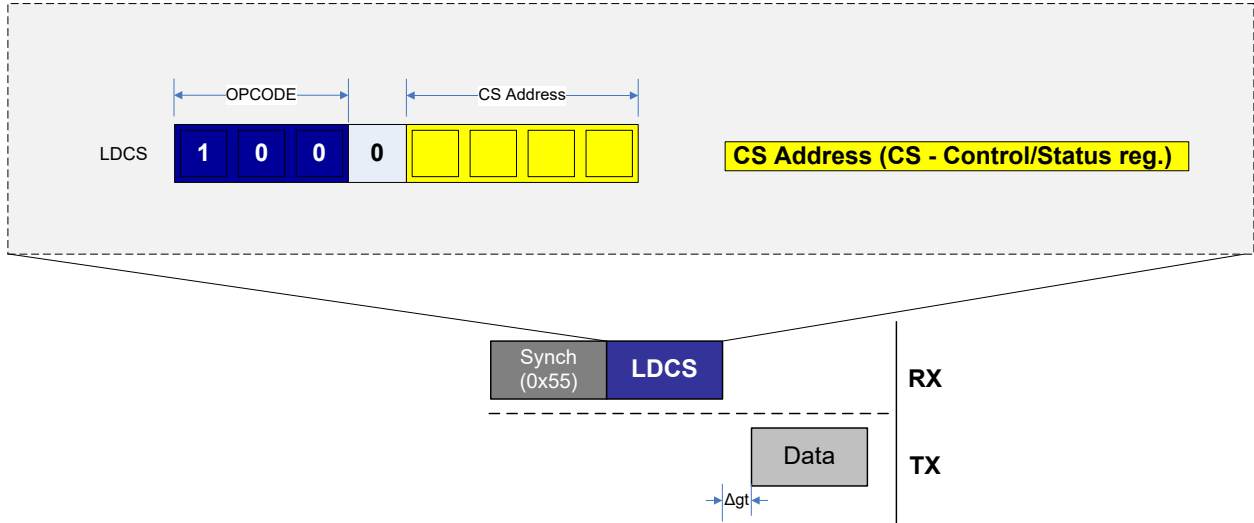 OPCODE
CS Address
LDCS
1 0 0 0
CS Address (CS - Control/Status reg.)
Synch
(0x55)
LDCS
RX
Data
TX
Δgt